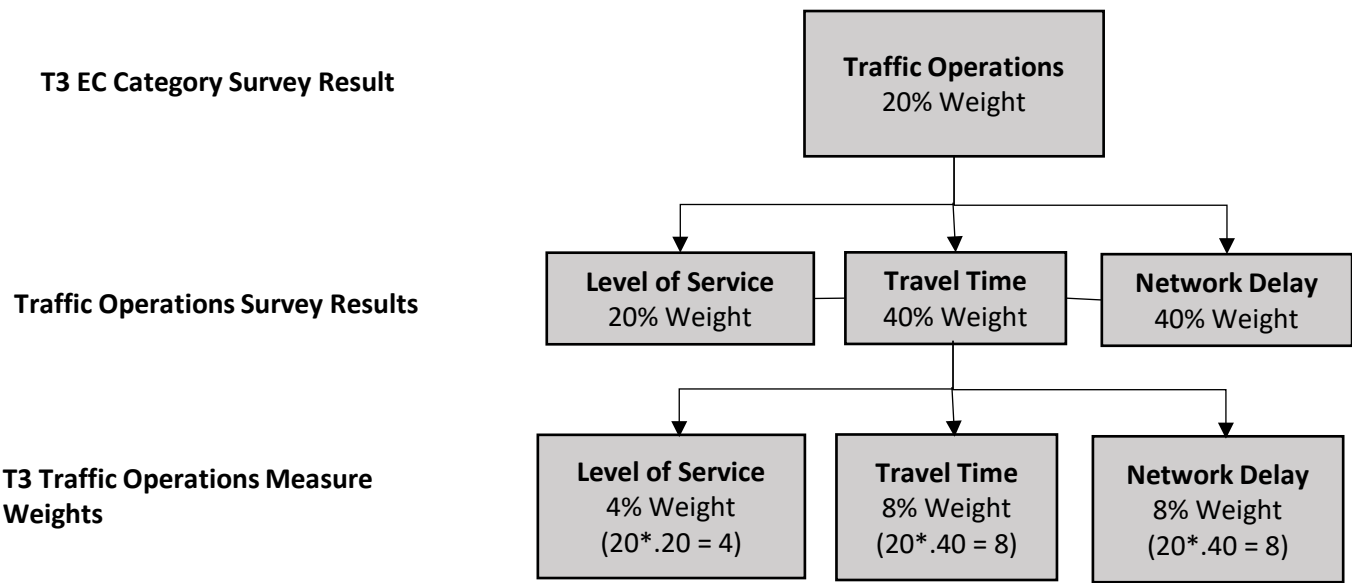 T3 EC Category Survey Result
Traffic Operations
20% Weight
Traffic Operations Survey Results
Level of Service
20% Weight
Travel Time
40% Weight
Network Delay
40% Weight
T3 Traffic Operations Measure
Weights
Level of Service
4% Weight
(20*.20 = 4)
Travel Time
8% Weight
(20*.40 = 8)
Network Delay
8% Weight
(20*.40 = 8)